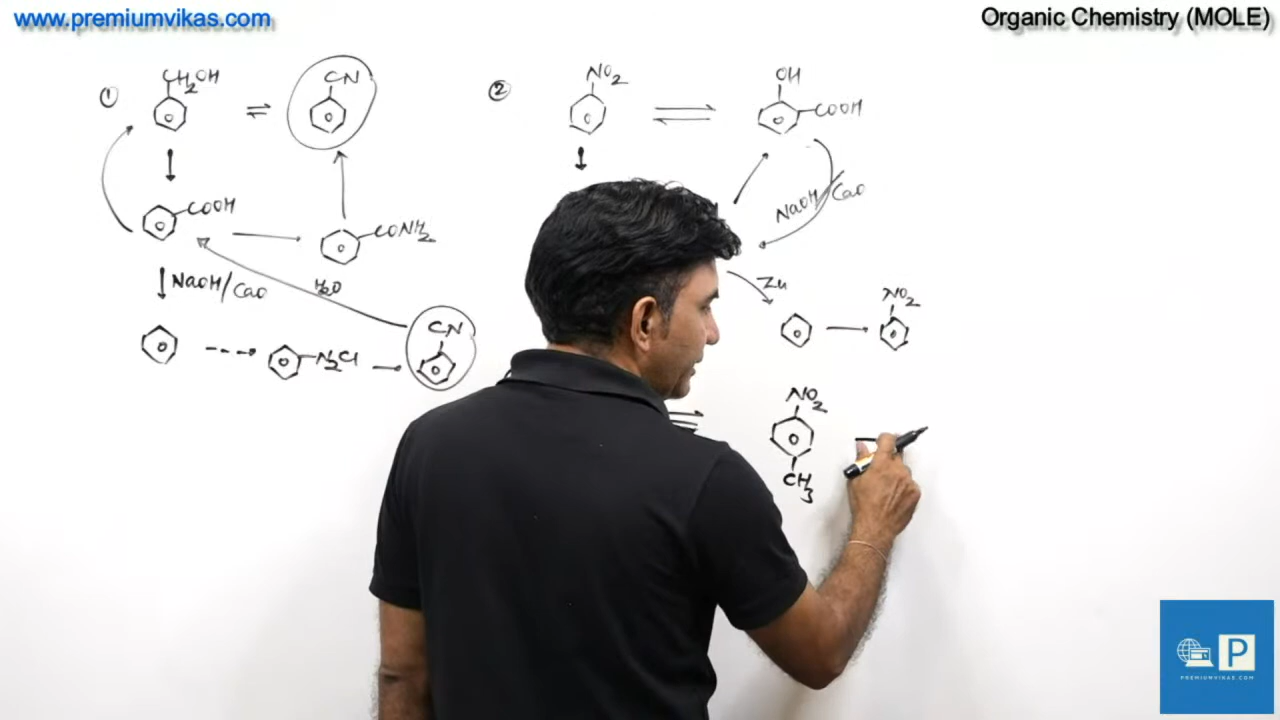 www.premiumvikas.com
Organic Chemistry (MOLE)
① CH2OH ⇌ CN
COOH → CONH2
NaOH/CaO
H2O
N2Cl → CN
② NO2 ⇌ OH COOH
NaOH/CaO
Zn
→ NO2
⇌ NO2
CH3
P
PREMIUMVIKAS.COM